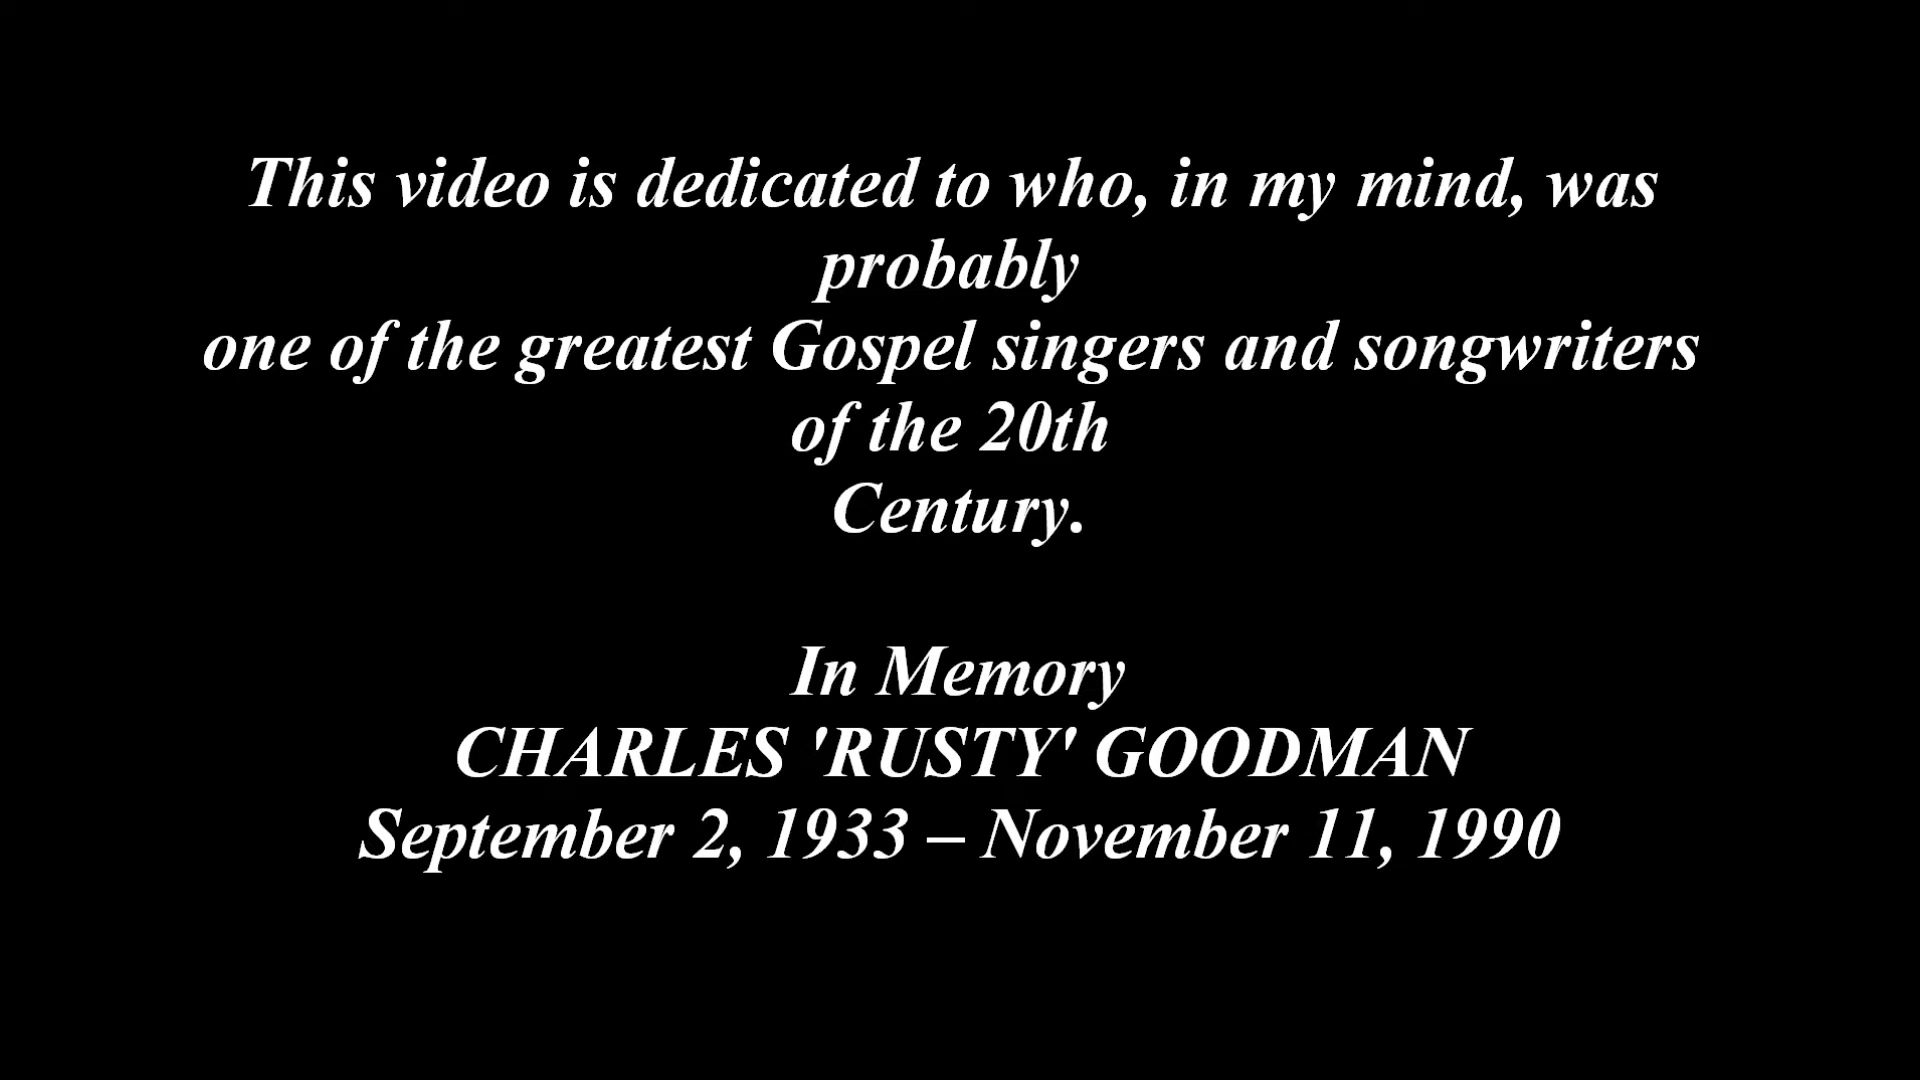 This video is dedicated to who, in my mind, was
probably
one of the greatest Gospel singers and songwriters
of the 20th
Century.
In Memory
CHARLES 'RUSTY' GOODMAN
September 2, 1933 – November 11, 1990